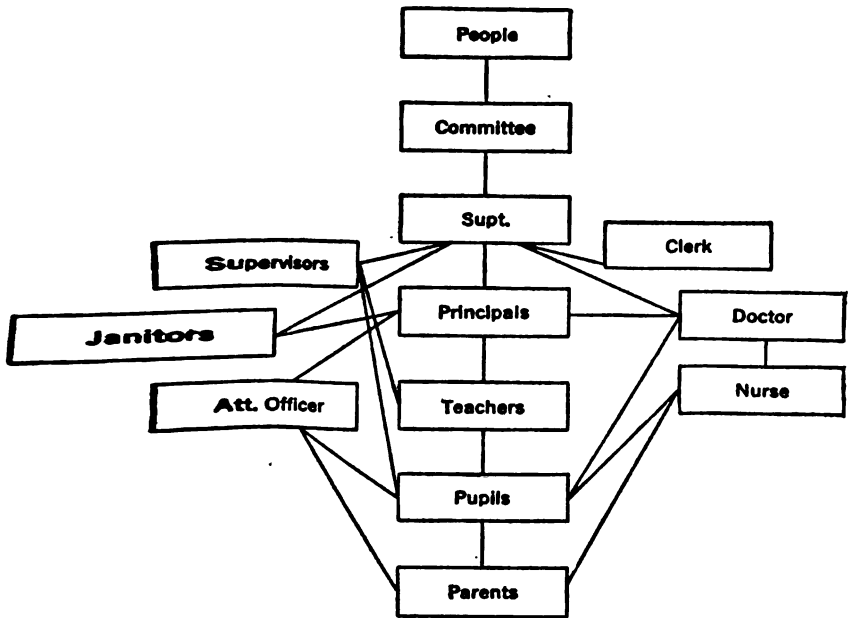 People
Committee
Supt.
Supervisors
Clerk
Janitors
Principals
Doctor
Att. Officer
Teachers
Nurse
Pupils
Parents